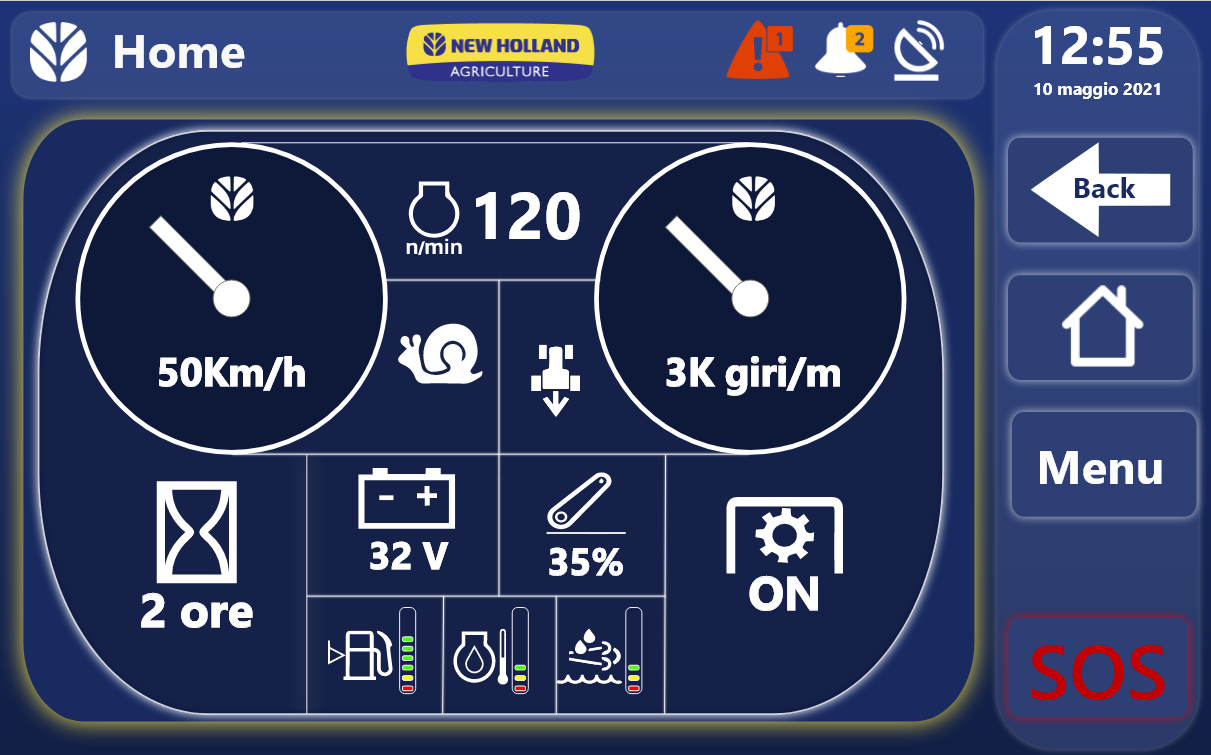 Home
NEW HOLLAND
AGRICULTURE
1
2
12:55
10 maggio 2021
Back
n/min
120
50Km/h
3K giri/m
Menu
- +
32 V
35%
2 ore
ON
SOS